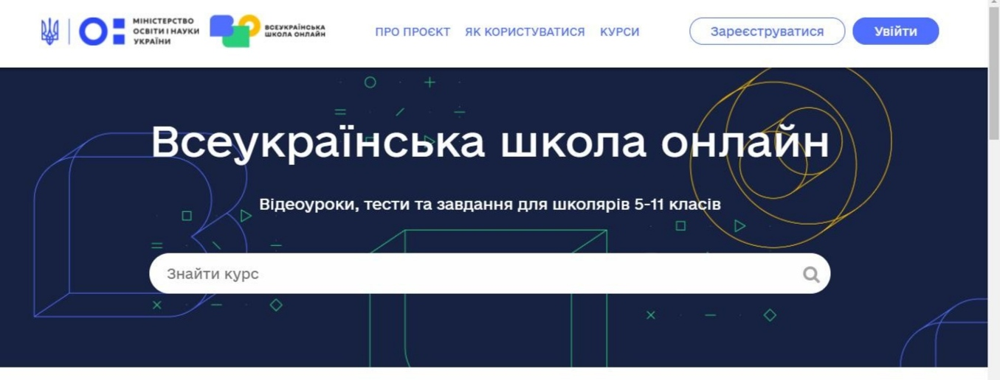 МІНІСТЕРСТВО
ОСВІТИ І НАУКИ
УКРАЇНИ
ВСЕУКРАЇНСЬКА
ШКОЛА ОНЛАЙН
ПРО ПРОЄКТ ЯК КОРИСТУВАТИСЯ КУРСИ
Зареєструватися
Увійти
Всеукраїнська школа онлайн
Відеоуроки, тести та завдання для школярів 5-11 класів
Знайти курс